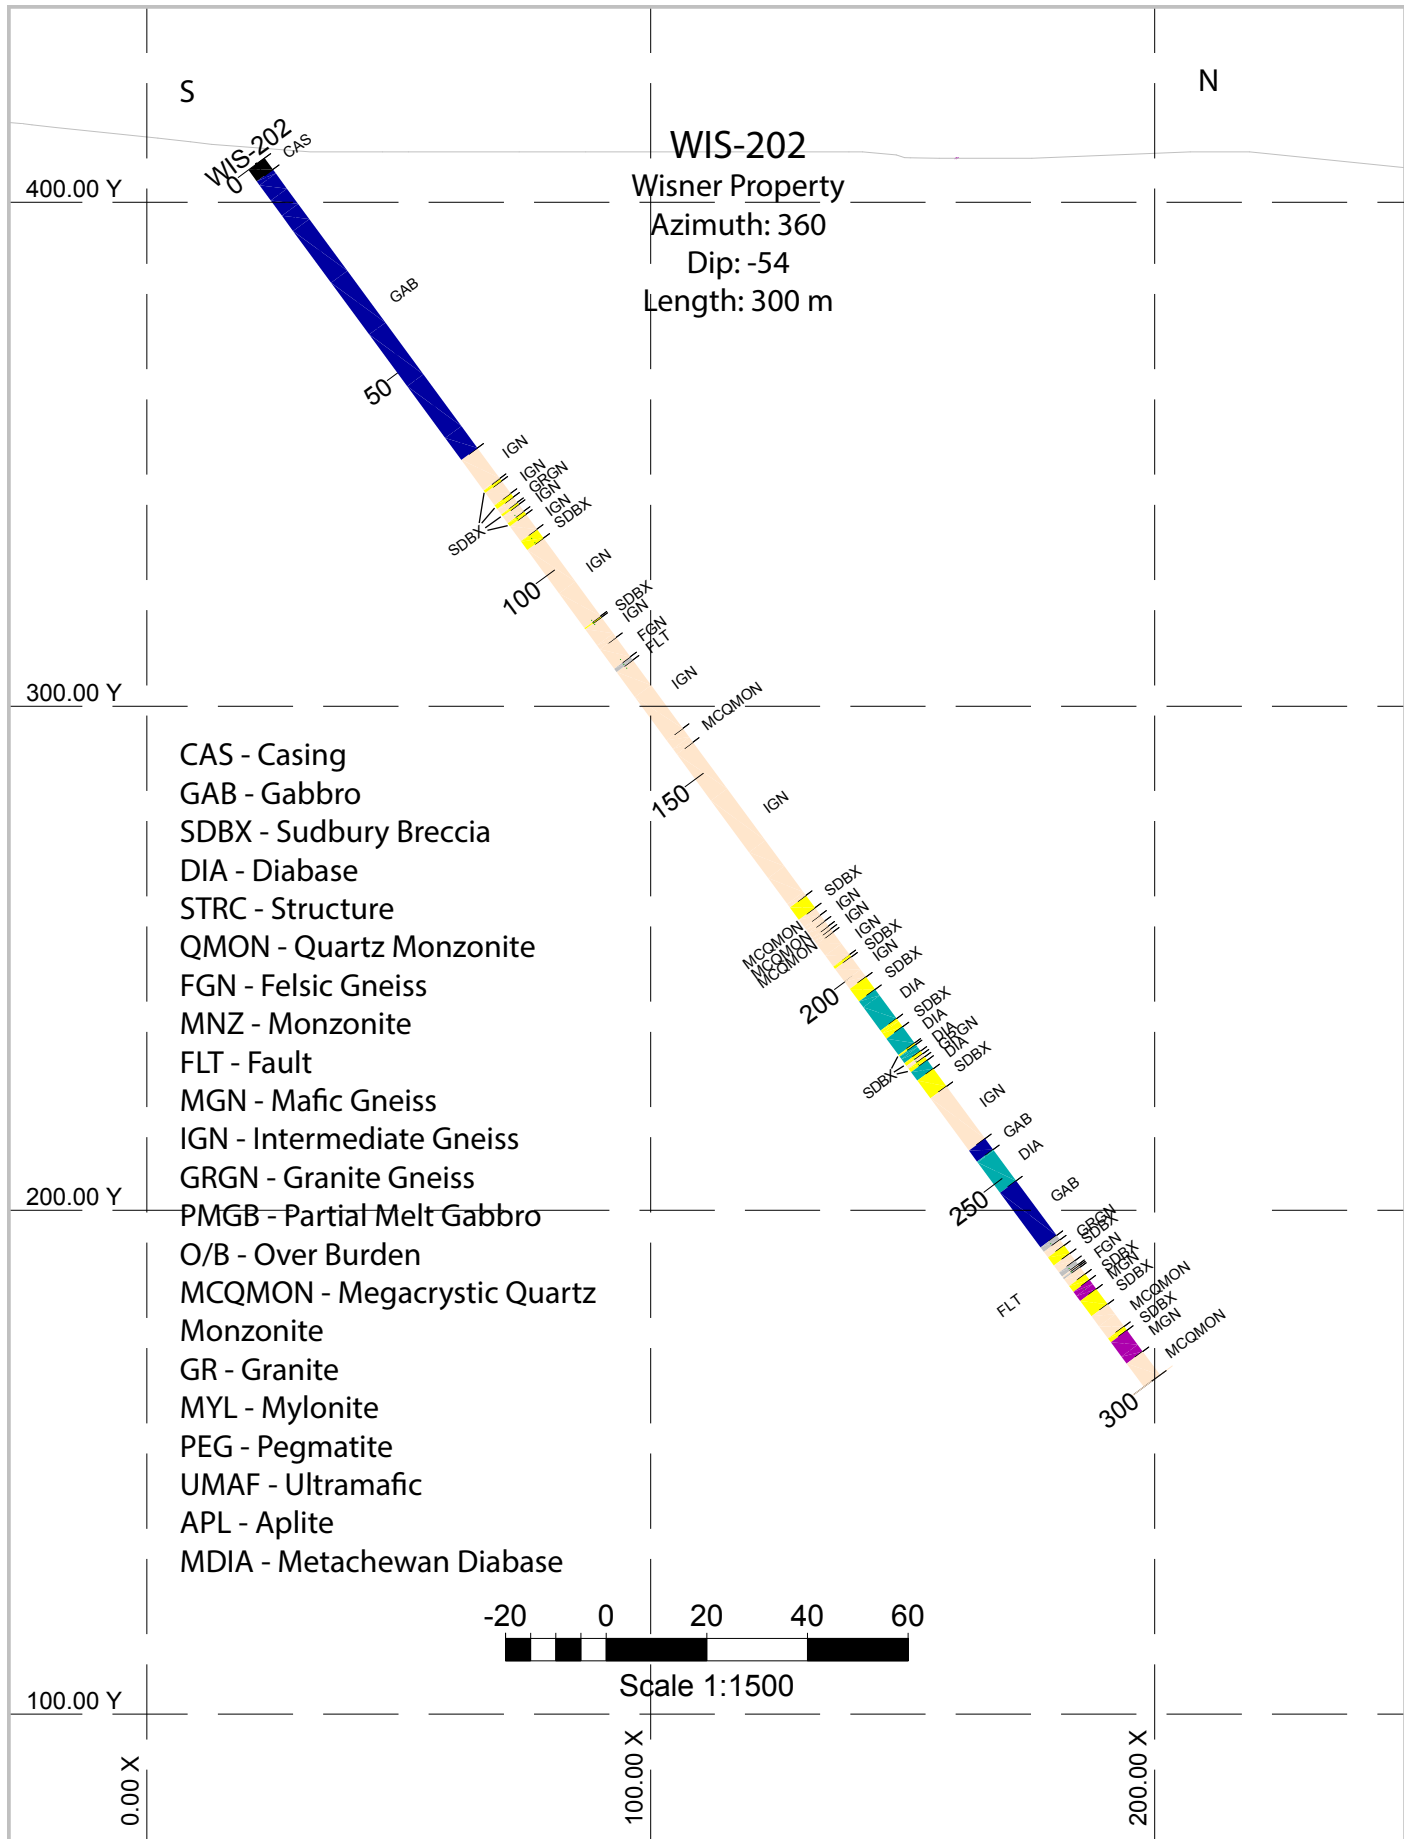 S
N
WIS-202
CAS
0
WIS-202
Wisner Property
Azimuth: 360
Dip: -54
Length: 300 m
400.00 Y
GAB
50
IGN
IGN
GRGN
IGN
IGN
SDBX
SDBX
IGN
100
SDBX
IGN
FGN
FLT
IGN
300.00 Y
MCQMON
150
IGN
CAS - Casing
GAB - Gabbro
SDBX - Sudbury Breccia
DIA - Diabase
STRC - Structure
QMON - Quartz Monzonite
FGN - Felsic Gneiss
MNZ - Monzonite
FLT - Fault
MGN - Mafic Gneiss
IGN - Intermediate Gneiss
GRGN - Granite Gneiss
PMGB - Partial Melt Gabbro
O/B - Over Burden
MCQMON - Megacrystic Quartz
Monzonite
GR - Granite
MYL - Mylonite
PEG - Pegmatite
UMAF - Ultramafic
APL - Aplite
MDIA - Metachewan Diabase
SDBX
IGN
IGN
IGN
SDBX
IGN
SDBX
MCQMON
MCQMON
MCQMON
200
DIA
SDBX
DIA
DIA
GRGN
DIA
SDBX
SDBX
IGN
GAB
DIA
250
GAB
200.00 Y
GRGN
SDBX
FGN
SDBX
MGN
SDBX
FLT
MCQMON
SDBX
MGN
MCQMON
300
-20 0 20 40 60
Scale 1:1500
100.00 Y
0.00 X
100.00 X
200.00 X